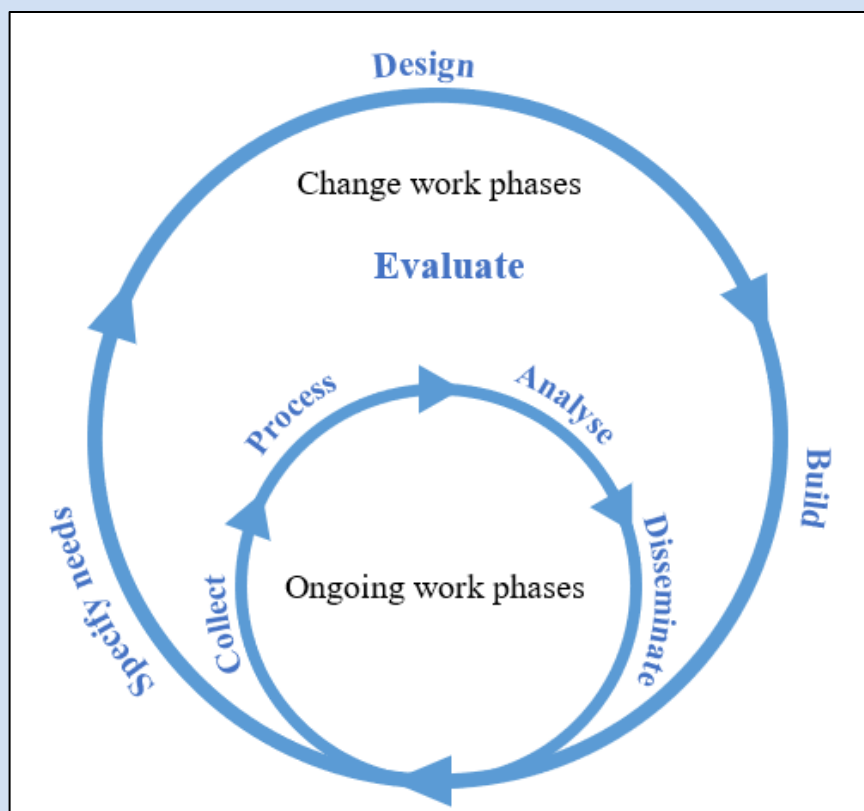 Design
Change work phases
Evaluate
Process
Analyse
Build
Specify needs
Collect
Ongoing work phases
Disseminate